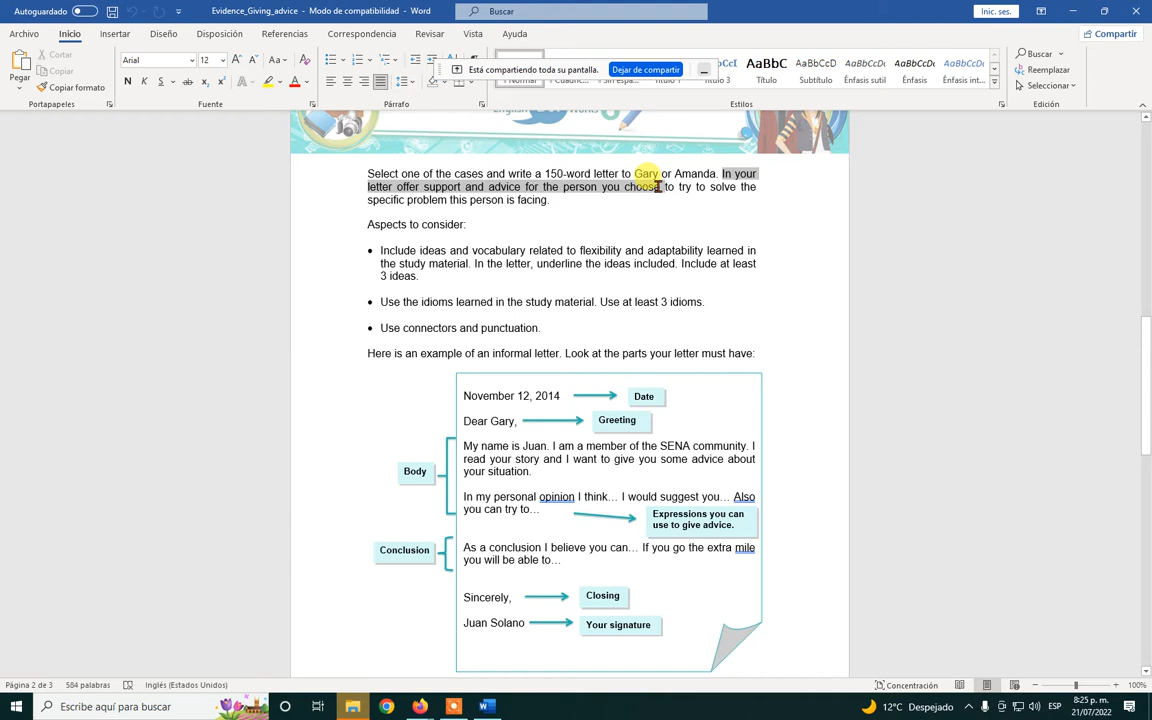 Autoguardado
Evidence_Giving_advice - Modo de compatibilidad - Word
Buscar
Inic. ses.
Archivo
Inicio
Insertar
Diseño
Disposición
Referencias
Correspondencia
Revisar
Vista
Ayuda
Compartir
Pegar
Cortar
Copiar
Copiar formato
Portapapeles
Arial
12
Aa
N K S
Fuente
Párrafo
Está compartiendo toda su pantalla.
Dejar de compartir
AaBbC
AaBbCcD
AaBbCcDc
AaBbCcDc
AaBbCcDc
Título
Subtítulo
Énfasis sutil
Énfasis
Énfasis int...
Estilos
Buscar
Reemplazar
Seleccionar
Edición
English
Works
Select one of the cases and write a 150-word letter to Gary or Amanda. In your
letter offer support and advice for the person you choose to try to solve the
specific problem this person is facing.
Aspects to consider:
• Include ideas and vocabulary related to flexibility and adaptability learned in
the study material. In the letter, underline the ideas included. Include at least
3 ideas.
• Use the idioms learned in the study material. Use at least 3 idioms.
• Use connectors and punctuation.
Here is an example of an informal letter. Look at the parts your letter must have:
November 12, 2014
Date
Dear Gary,
Greeting
My name is Juan. I am a member of the SENA community. I
read your story and I want to give you some advice about
your situation.
Body
In my personal opinion I think… I would suggest you… Also
you can try to…
Expressions you can
use to give advice.
As a conclusion I believe you can… If you go the extra mile
you will be able to…
Conclusion
Sincerely,
Closing
Juan Solano
Your signature
Página 2 de 3
584 palabras
Inglés (Estados Unidos)
Concentración
100%
Escribe aquí para buscar
12°C Despejado
ESP
8:25 p. m.
21/07/2022